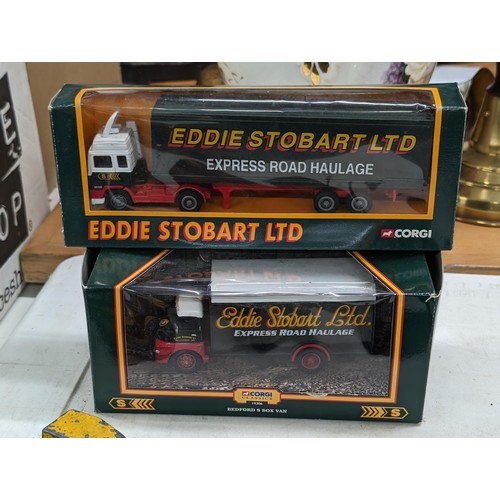 EDDIE STOBART LTD
EXPRESS ROAD HAULAGE
EDDIE STOBART LTD
CORGI
Eddie Stobart Ltd.
EXPRESS ROAD HAULAGE
S
CORGI
CLASSICS
S
BEDFORD S BOX VAN